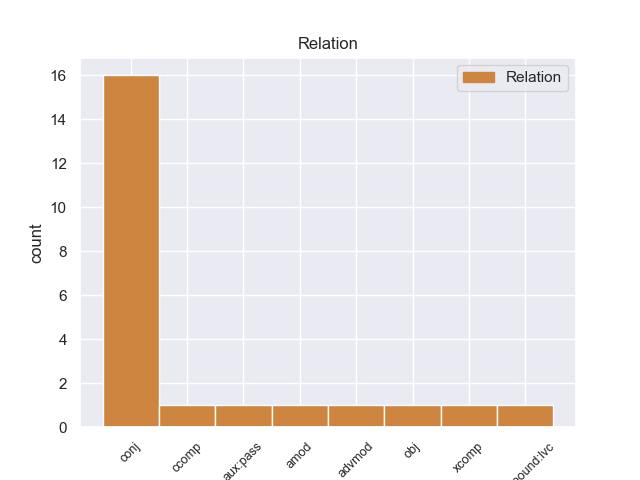 Relation
Relation
count
16
14
12
10
8
6
4
2
0
conj
ccomp
aux:pass
amod
advmod
obj
xcomp